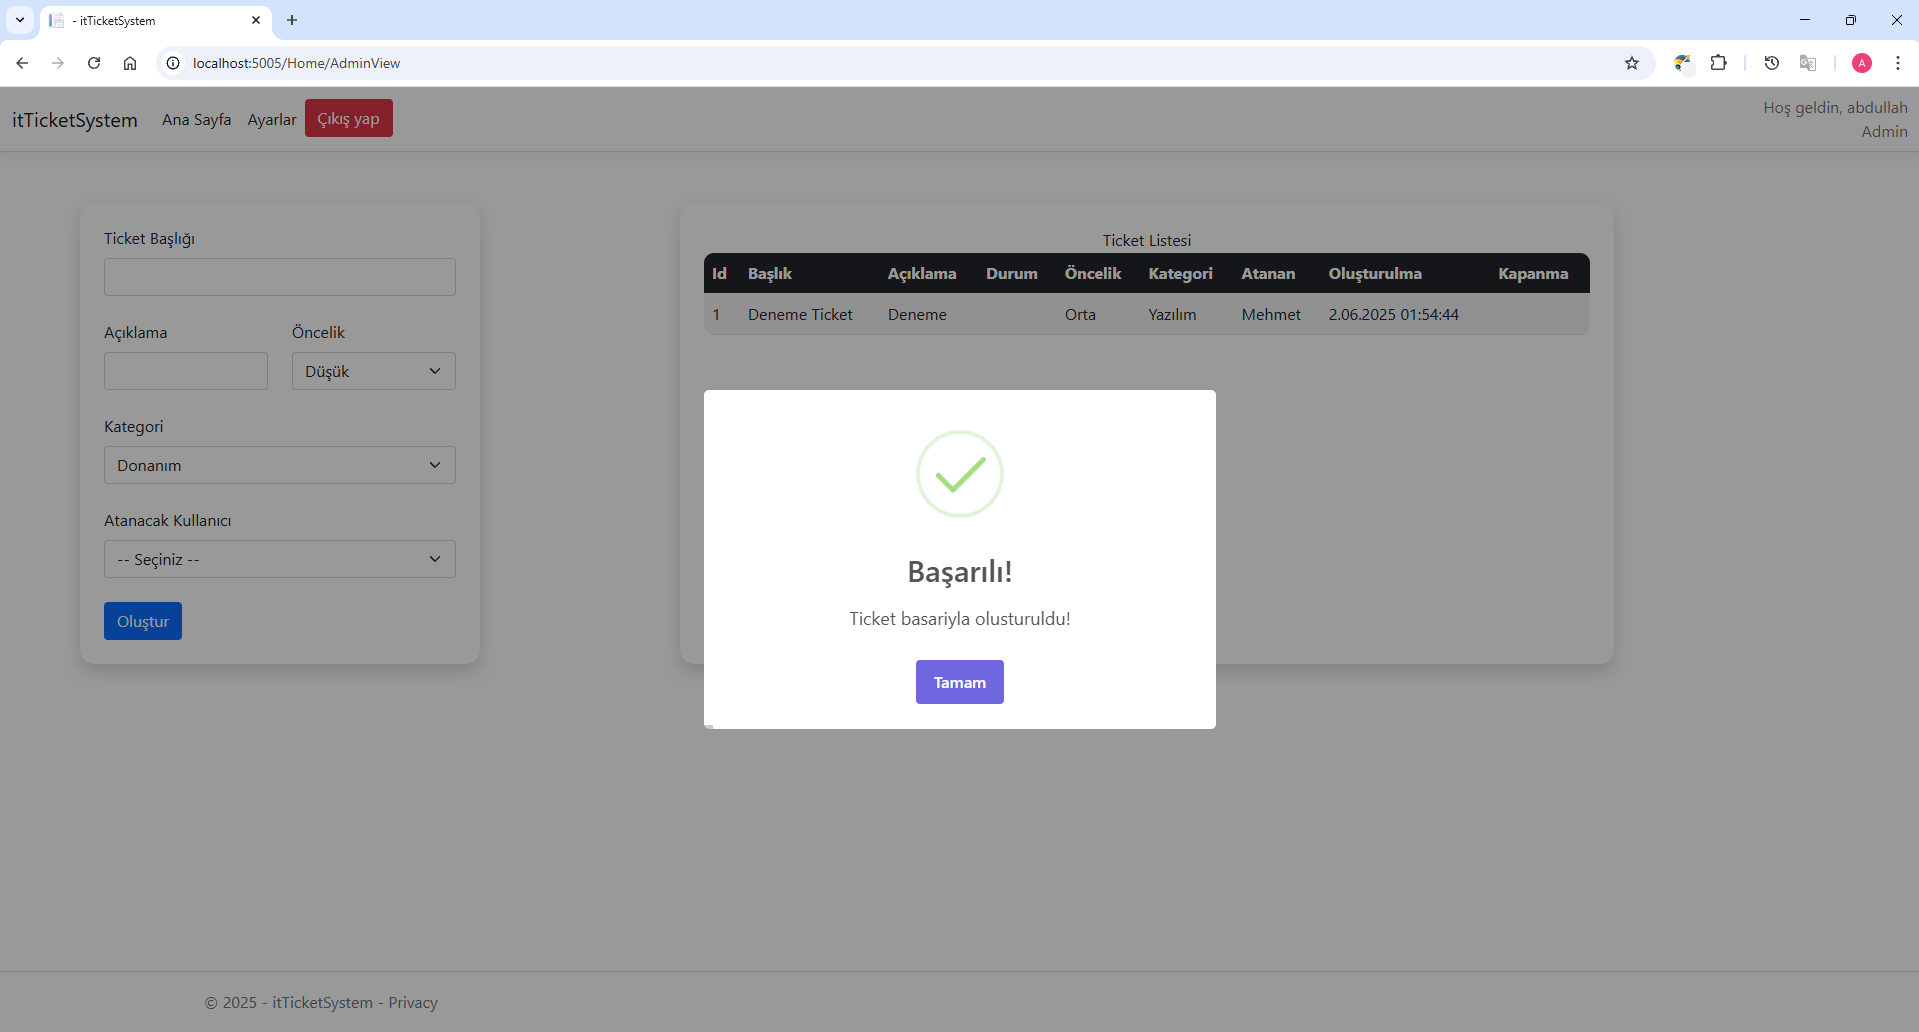 - itTicketSystem
localhost:5005/Home/AdminView
A
itTicketSystem Ana Sayfa Ayarlar Çıkış yap
Hoş geldin, abdullah
Admin
Ticket Başlığı
Açıklama Öncelik
Düşük
Kategori
Donanım
Atanacak Kullanıcı
-- Seçiniz --
Oluştur
Ticket Listesi
Id Başlık Açıklama Durum Öncelik Kategori Atanan Oluşturulma Kapanma
1 Deneme Ticket Deneme Orta Yazılım Mehmet 2.06.2025 01:54:44
Başarılı!
Ticket basariyla olusturuldu!
Tamam
© 2025 - itTicketSystem - Privacy